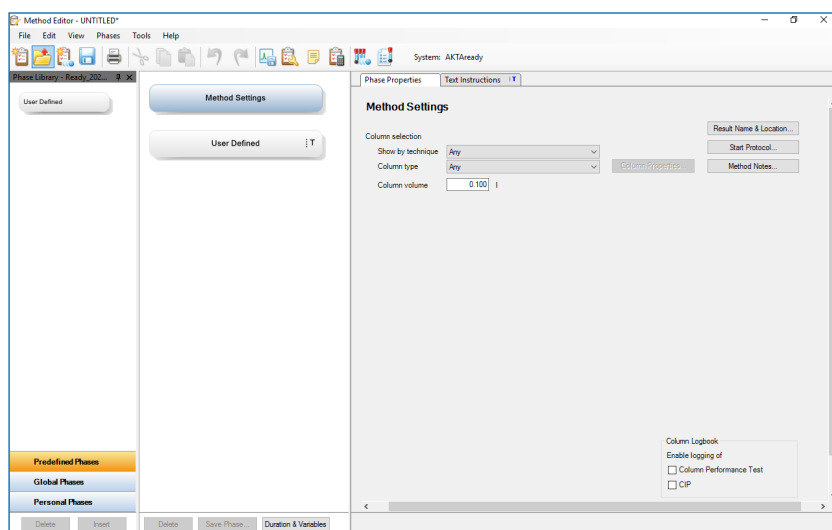 Method Editor - UNTITLED*
File Edit View Phases Tools Help
System: AKTAready
Phase Library - Ready_202...
User Defined
Predefined Phases
Global Phases
Personal Phases
Delete Insert
Method Settings
User Defined T
Delete Save Phase... Duration & Variables
Phase Properties Text Instructions T
Method Settings
Result Name & Location...
Column selection
Start Protocol...
Show by technique Any
Column type Any Column Properties... Method Notes...
Column volume 0.100 l
Column Logbook
Enable logging of
Column Performance Test
CIP